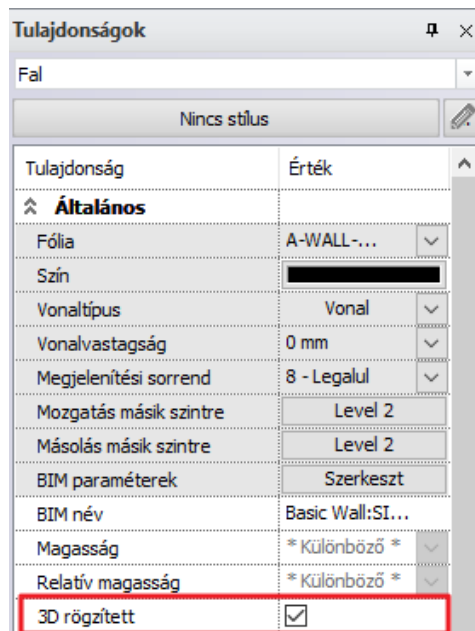 Tulajdonságok
Fal
Nincs stílus
Tulajdonság Érték
Általános
Fólia A-WALL-...
Szín
Vonaltípus Vonal
Vonalvastagság 0 mm
Megjelenítési sorrend 8 - Legalul
Mozgatás másik szintre Level 2
Másolás másik szintre Level 2
BIM paraméterek Szerkeszt
BIM név Basic Wall:SI...
Magasság * Különböző *
Relatív magasság * Különböző *
3D rögzített